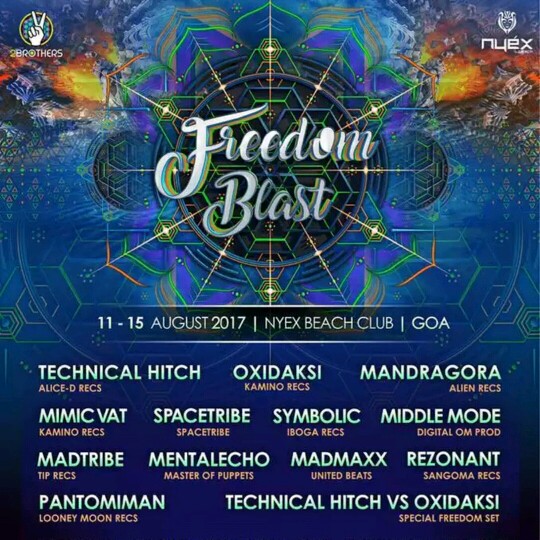 2BROTHERS
nyex
Freedom
Blast
11 - 15 AUGUST 2017 | NYEX BEACH CLUB | GOA
TECHNICAL HITCH OXIDAKSI MANDRAGORA
ALICE-D RECS KAMINO RECS ALIEN RECS
MIMIC VAT SPACETRIBE SYMBOLIC MIDDLE MODE
KAMINO RECS SPACETRIBE IBOGA RECS DIGITAL OM PROD
MADTRIBE MENTALECHO MADMAXX REZONANT
TIP RECS MASTER OF PUPPETS UNITED BEATS SANGOMA RECS
PANTOMIMAN TECHNICAL HITCH VS OXIDAKSI
LOONEY MOON RECS SPECIAL FREEDOM SET